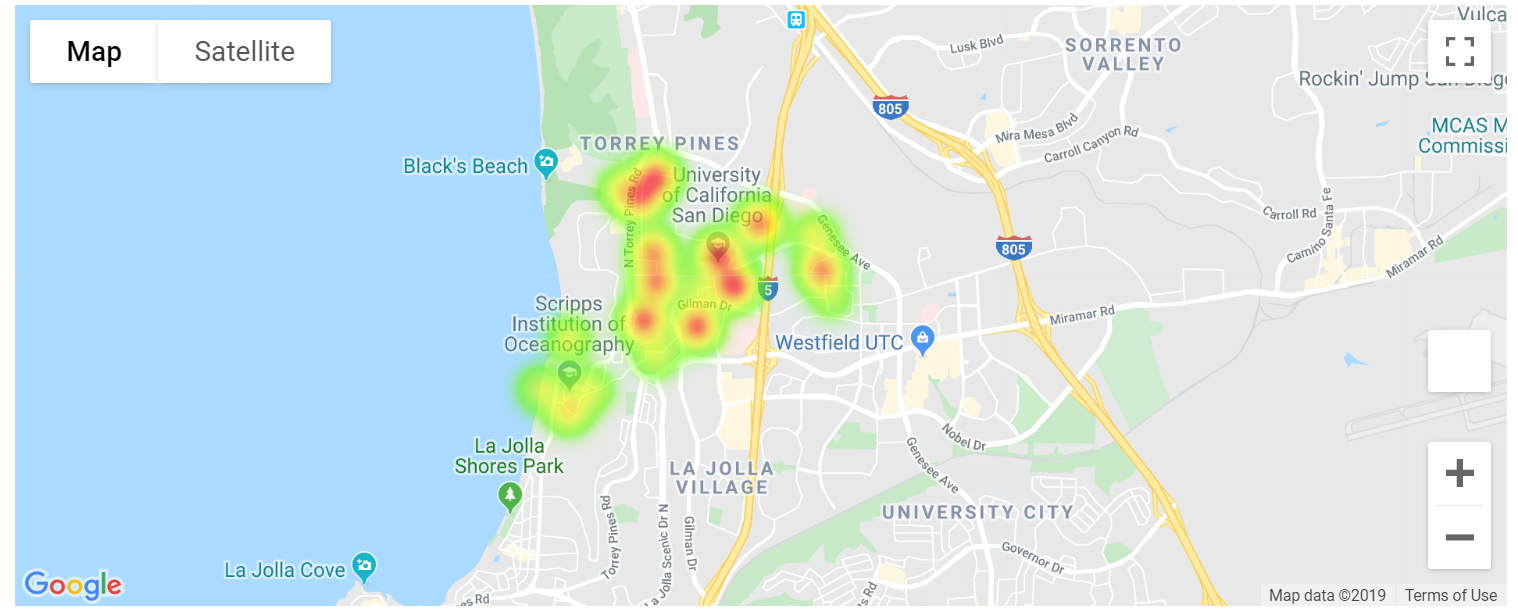 Map
Satellite
Vulca
Lusk Blvd
SORRENTO
VALLEY
Rockin' Jump San Diego
805
Mira Mesa Blvd
Carroll Canyon Rd
MCAS M
Commissi
TORREY PINES
Black's Beach
University
of California
San Diego
N Torrey Pines Rd
Genesee Ave
Carroll Rd
Camino Santa Fe
Miramar Rd
805
5
Scripps
Institution of
Oceanography
Gilman Dr
Miramar Rd
Westfield UTC
La Jolla
Shores Park
LA JOLLA
VILLAGE
Nobel Dr
Genesee Ave
UNIVERSITY CITY
Torrey Pines Rd
La Jolla Scenic Dr N
Gilman Dr
Governor Dr
La Jolla Cove
es Rd
s Rd
Google
Map data ©2019
Terms of Use